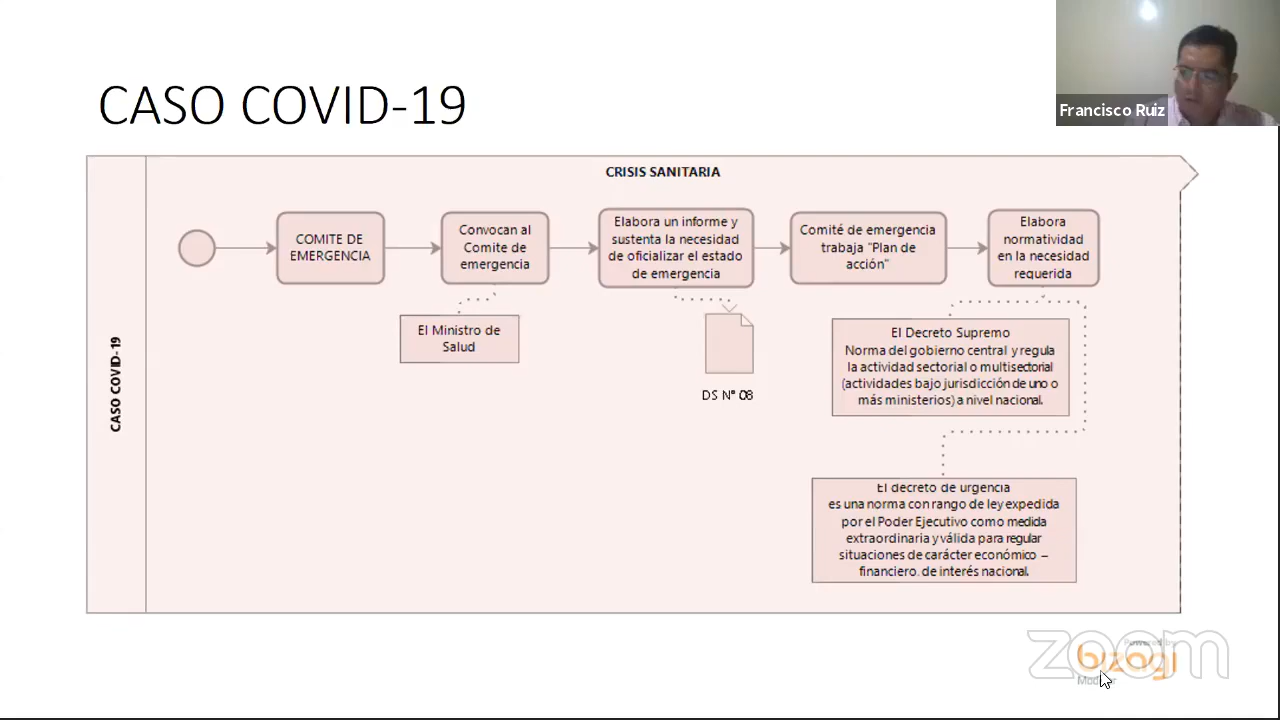 CASO COVID-19
Francisco Ruiz
CRISIS SANITARIA
CASO COVID-19
COMITE DE
EMERGENCIA
Convocan al
Comite de
emergencia
Elabora un informe y
sustenta la necesidad
de oficializar el estado
de emergencia
Comité de emergencia
trabaja "Plan de
acción"
Elabora
normatividad
en la necesidad
requerida
El Ministro de
Salud
DS N° 08
El Decreto Supremo
Norma del gobierno central y regula
la actividad sectorial o multisectorial
(actividades bajo jurisdicción de uno o
más ministerios) a nivel nacional.
El decreto de urgencia
es una norma con rango de ley expedida
por el Poder Ejecutivo como medida
extraordinaria y válida para regular
situaciones de carácter económico –
financiero. de interés nacional.
zoom
Powered by
bizagi